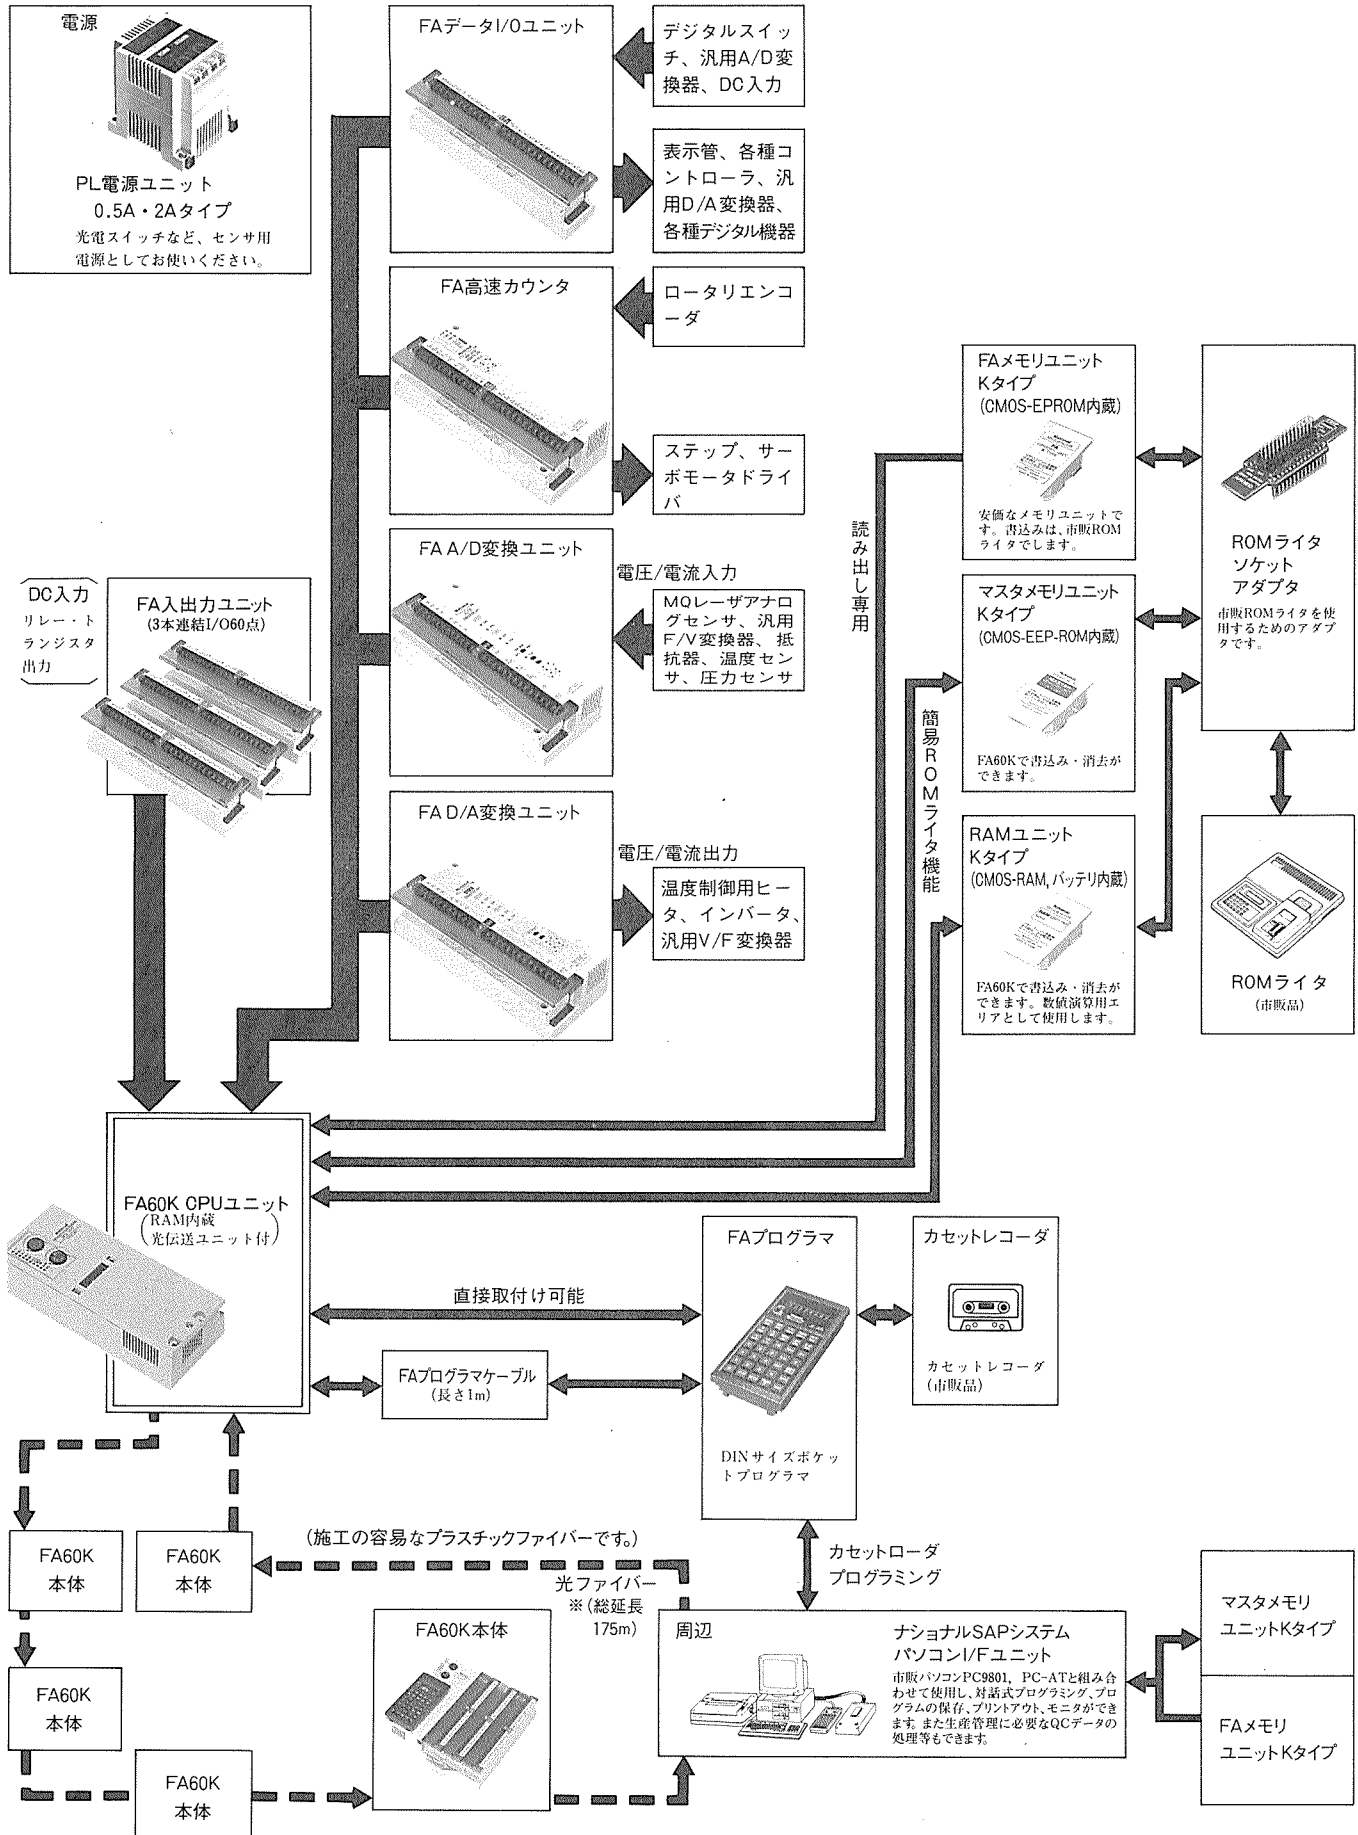 電源
PL電源ユニット
0.5A・2Aタイプ
光電スイッチなど、センサ用
電源としてお使いください。
FAデータI/Oユニット
デジタルスイッ
チ、汎用A/D変
換器、DC入力
表示管、各種コ
ントローラ、汎
用D/A変換器、
各種デジタル機器
FA高速カウンタ
ロータリエンコ
ーダ
ステップ、サー
ボモータドライ
バ
FA A/D変換ユニット
電圧/電流入力
MQレーザアナロ
グセンサ、汎用
F/V変換器、抵
抗器、温度セン
サ、圧力センサ
FA D/A変換ユニット
電圧/電流出力
温度制御用ヒー
タ、インバータ、
汎用V/F変換器
DC入力
リレー・ト
ランジスタ
出力
FA入出力ユニット
(3本連結I/O60点)
読み出し専用
簡易ROMライタ機能
FAメモリユニット
Kタイプ
(CMOS-EPROM内蔵)
安価なメモリユニットで
す。書込みは、市販ROM
ライタでします。
マスタメモリユニット
Kタイプ
(CMOS-EEP-ROM内蔵)
FA60Kで書込み・消去が
できます。
RAMユニット
Kタイプ
(CMOS-RAM,バッテリ内蔵)
FA60Kで書込み・消去が
できます。数値演算用エ
リアとして使用します。
ROMライタ
ソケット
アダプタ
市販ROMライタを使
用するためのアダプ
タです。
ROMライタ
(市販品)
FA60K CPUユニット
(RAM内蔵
光伝送ユニット付)
直接取付け可能
FAプログラマケーブル
(長さ1m)
FAプログラマ
DINサイズポケッ
トプログラマ
カセットレコーダ
カセットレコーダ
(市販品)
カセットローダ
プログラミング
FA60K
本体
FA60K
本体
(施工の容易なプラスチックファイバーです。)
光ファイバー
※(総延長
175m)
FA60K
本体
FA60K
本体
FA60K本体
周辺
ナショナルSAPシステム
パソコンI/Fユニット
市販パソコンPC9801, PC-ATと組み合
わせて使用し、対話式プログラミング、プロ
グラムの保存、プリントアウト、モニタができ
ます。また生産管理に必要なQCデータの
処理等もできます。
マスタメモリ
ユニットKタイプ
FAメモリ
ユニットKタイプ